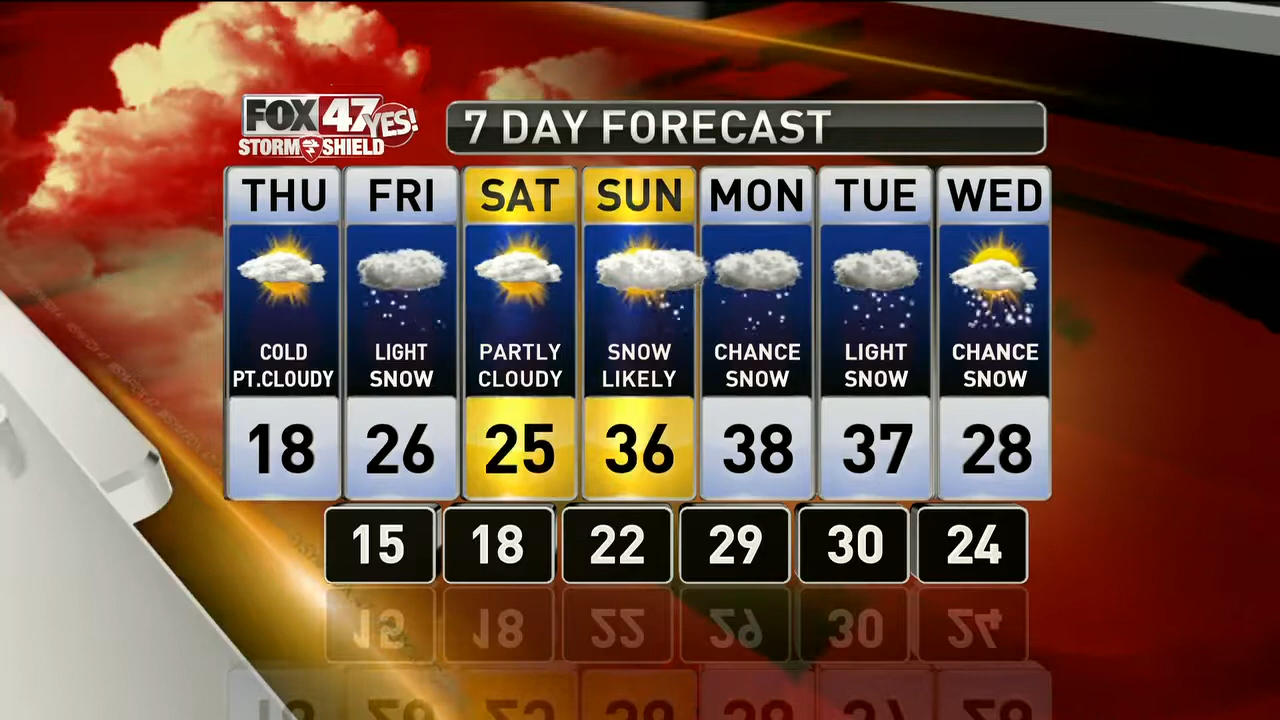 FOX 47 YES!
STORM SHIELD
7 DAY FORECAST
THU FRI SAT SUN MON TUE WED
COLD LIGHT PARTLY SNOW CHANCE LIGHT CHANCE
PT.CLOUDY SNOW CLOUDY LIKELY SNOW SNOW SNOW
18 26 25 36 38 37 28
15 18 22 29 30 24